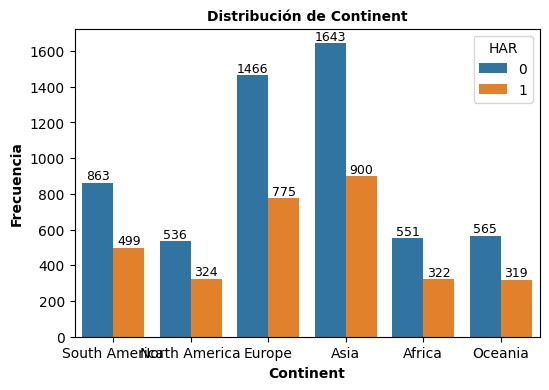 Distribución de Continent
Frecuencia
1600
1400
1200
1000
800
600
400
200
0
863
499
536
324
1466
775
1643
900
551
322
565
319
HAR
0
1
South America
North America
Europe
Asia
Africa
Oceania
Continent